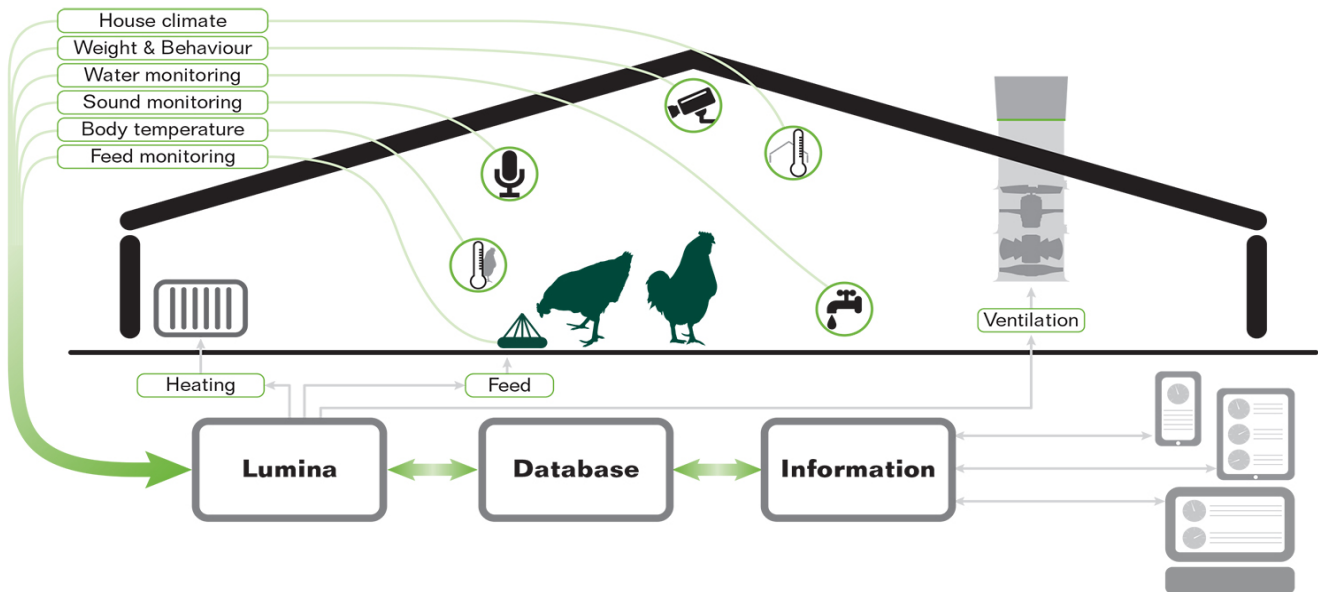 House climate
Weight & Behaviour
Water monitoring
Sound monitoring
Body temperature
Feed monitoring
Ventilation
Heating
Feed
Lumina
Database
Information